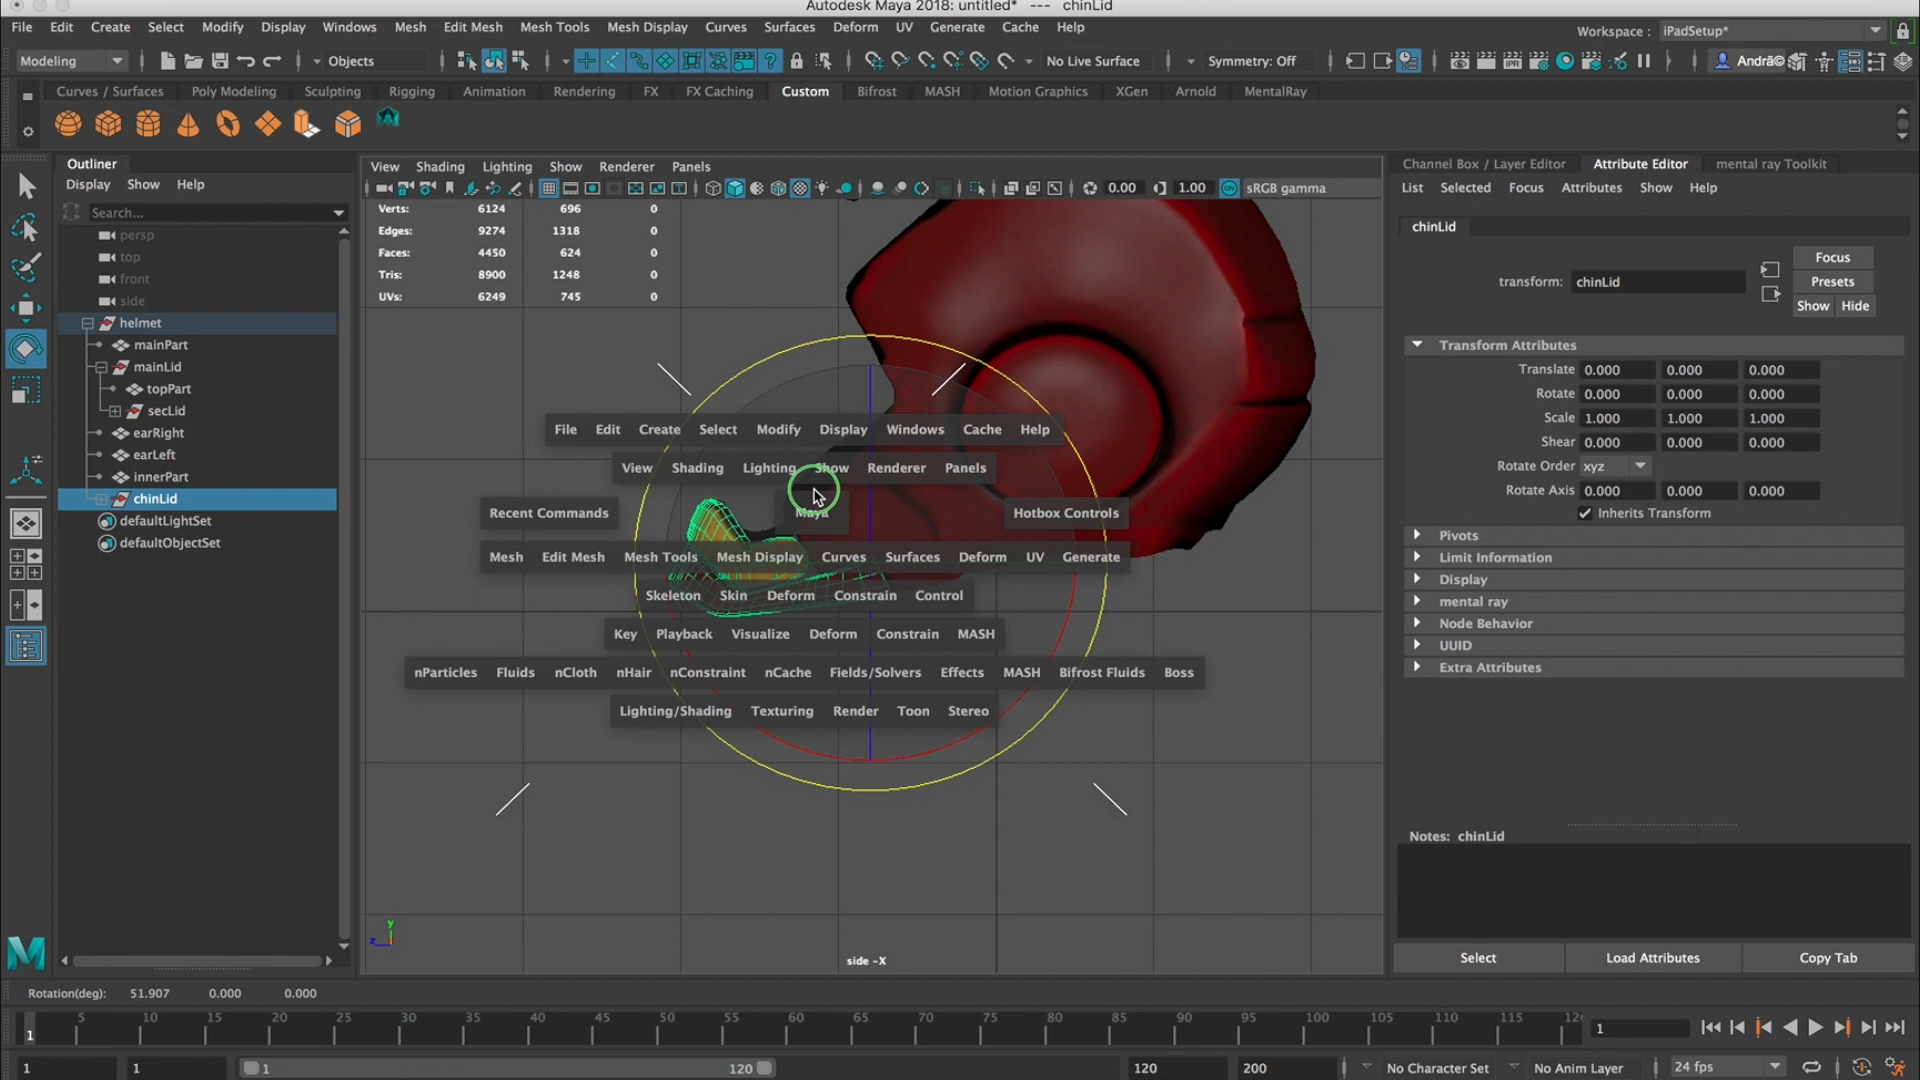 Autodesk Maya 2018: untitled* --- chinLid
File Edit Create Select Modify Display Windows Mesh Edit Mesh Mesh Tools Mesh Display Curves Surfaces Deform UV Generate Cache Help
Workspace : iPadSetup*
Modeling Objects No Live Surface Symmetry: Off Andrã©
Curves / Surfaces Poly Modeling Sculpting Rigging Animation Rendering FX FX Caching Custom Bifrost MASH Motion Graphics XGen Arnold MentalRay
Outliner
Display Show Help
Search...
persp
top
front
side
helmet
mainPart
mainLid
topPart
secLid
earRight
earLeft
innerPart
chinLid
defaultLightSet
defaultObjectSet
View Shading Lighting Show Renderer Panels
0.00 1.00 sRGB gamma
Verts: 6124 696 0
Edges: 9274 1318 0
Faces: 4450 624 0
Tris: 8900 1248 0
UVs: 6249 745 0
File Edit Create Select Modify Display Windows Cache Help
View Shading Lighting Show Renderer Panels
Recent Commands Maya Hotbox Controls
Mesh Edit Mesh Mesh Tools Mesh Display Curves Surfaces Deform UV Generate
Skeleton Skin Deform Constrain Control
Key Playback Visualize Deform Constrain MASH
nParticles Fluids nCloth nHair nConstraint nCache Fields/Solvers Effects MASH Bifrost Fluids Boss
Lighting/Shading Texturing Render Toon Stereo
y
z
side -X
Channel Box / Layer Editor Attribute Editor mental ray Toolkit
List Selected Focus Attributes Show Help
chinLid
Focus
transform: chinLid Presets
Show Hide
Transform Attributes
Translate 0.000 0.000 0.000
Rotate 0.000 0.000 0.000
Scale 1.000 1.000 1.000
Shear 0.000 0.000 0.000
Rotate Order xyz
Rotate Axis 0.000 0.000 0.000
Inherits Transform
Pivots
Limit Information
Display
mental ray
Node Behavior
UUID
Extra Attributes
Notes: chinLid
Select Load Attributes Copy Tab
Rotation(deg): 51.907 0.000 0.000
1 5 10 15 20 25 30 35 40 45 50 55 60 65 70 75 80 85 90 95 100 105 110 115 12 1
1 1 1 120 120 200 No Character Set No Anim Layer 24 fps